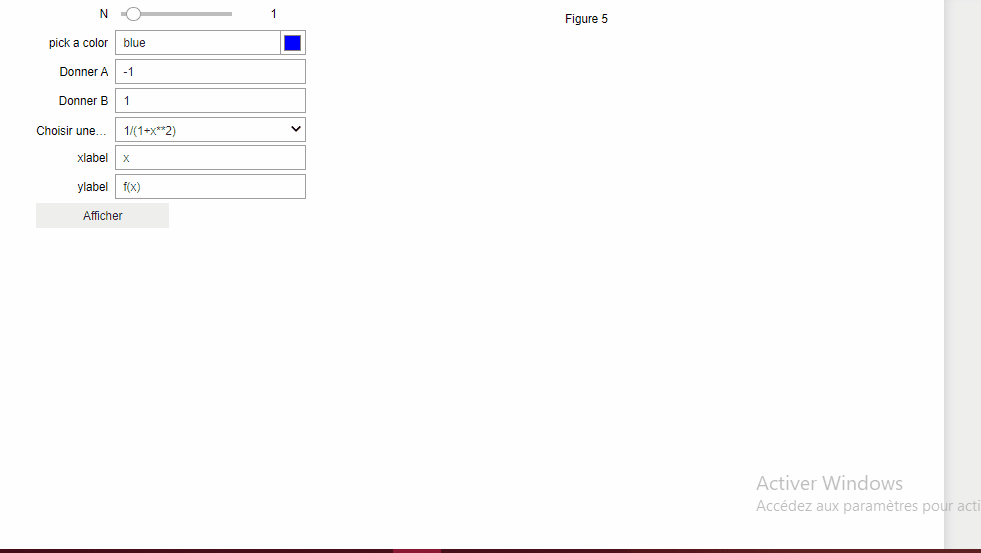 N 1
Figure 5
pick a color blue
Donner A -1
Donner B 1
Choisir une... 1/(1+x**2)
xlabel x
ylabel f(x)
Afficher
Activer Windows
Accédez aux paramètres pour acti